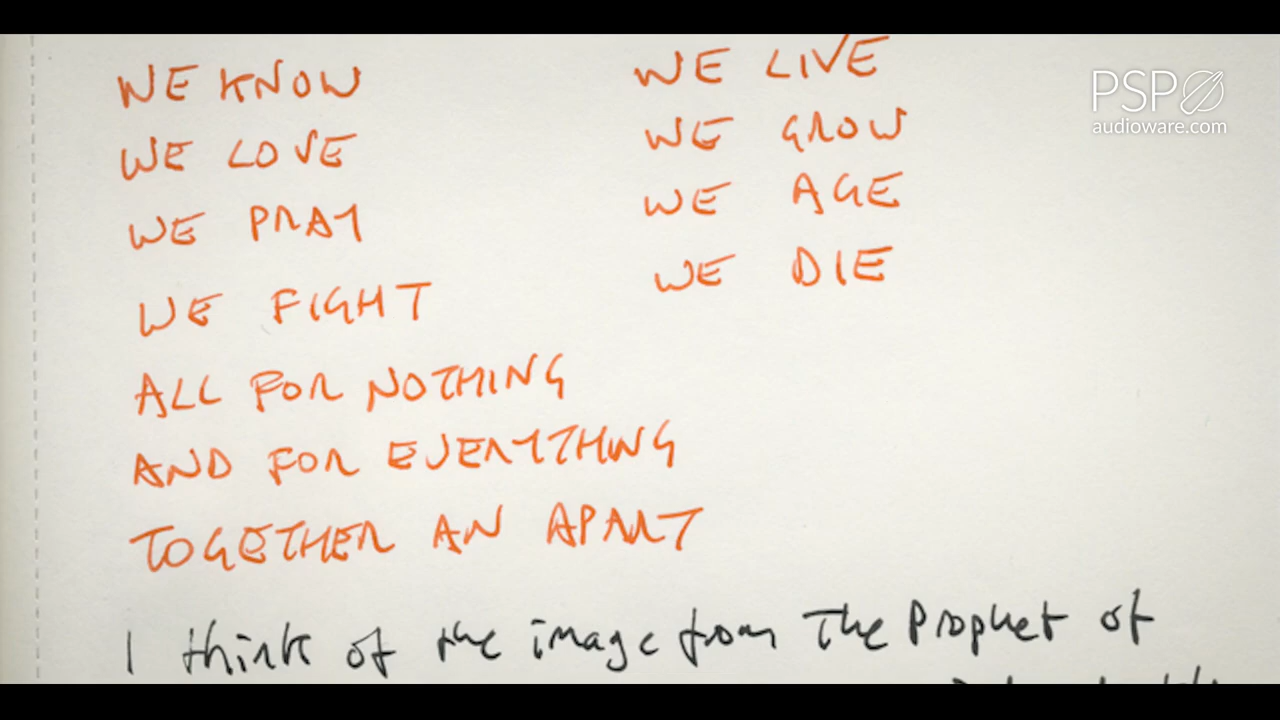 WE KNOW
WE LOVE
WE PRAY
WE FIGHT
ALL FOR NOTHING
AND FOR EVERYTHING
TOGETHER AN APART
WE LIVE
WE GROW
WE AGE
WE DIE
I think of the image from The Prophet of
PSP
audioware.com